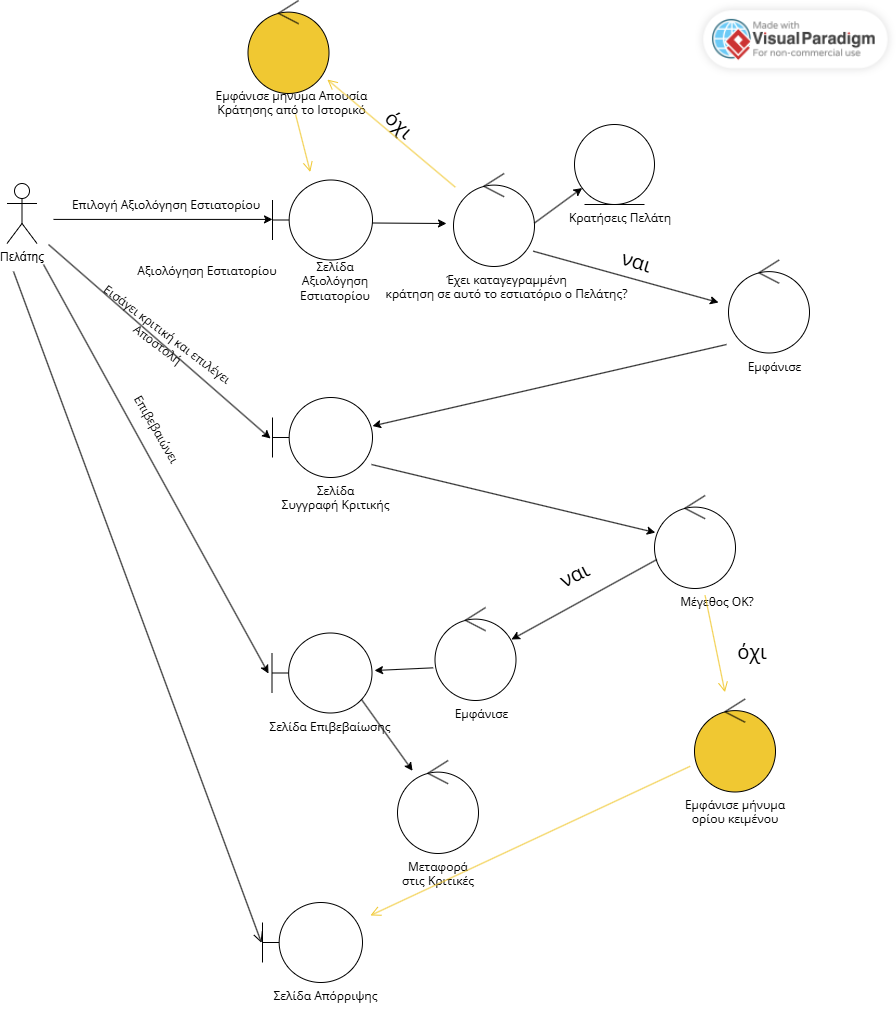 Made with
Visual Paradigm
For non-commercial use
Εμφάνισε μήνυμα Απουσία
Κράτησης από το Ιστορικό
όχι
Επιλογή Αξιολόγηση Εστιατορίου
Κρατήσεις Πελάτη
Πελάτης
Αξιολόγηση Εστιατορίου
Σελίδα
Αξιολόγηση
Εστιατορίου
Έχει καταγεγραμμένη
κράτηση σε αυτό το εστιατόριο ο Πελάτης?
ναι
Εμφάνισε
Εισάγει κριτική και επιλέγει
Αποστολή
Επιβεβαιώνει
Σελίδα
Συγγραφή Κριτικής
Μέγεθος ΟΚ?
ναι
όχι
Εμφάνισε
Σελίδα Επιβεβαίωσης
Εμφάνισε μήνυμα
ορίου κειμένου
Μεταφορά
στις Κριτικές
Σελίδα Απόρριψης